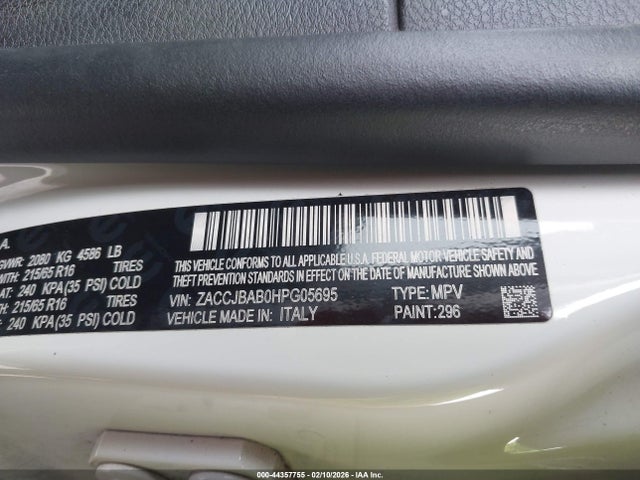 A.
GVWR: 2080 KG 4586 LB
WITH: 215/65 R16 TIRES
AT: 240 KPA(35 PSI) COLD
TH: 215/65 R16 TIRES
: 240 KPA(35 PSI) COLD
THIS VEHICLE CONFORMS TO ALL APPLICABLE U.S.A. FEDERAL MOTOR VEHICLE SAFETY,
AND THEFT PREVENTION STANDARDS IN EFFECT ON THE DATE OF MANUFACTURE SHOWN ABOVE.
VIN: ZACCJBAB0HPG05695 TYPE: MPV
VEHICLE MADE IN: ITALY PAINT: 296
000-44357755 - 02/10/2026 - IAA Inc.